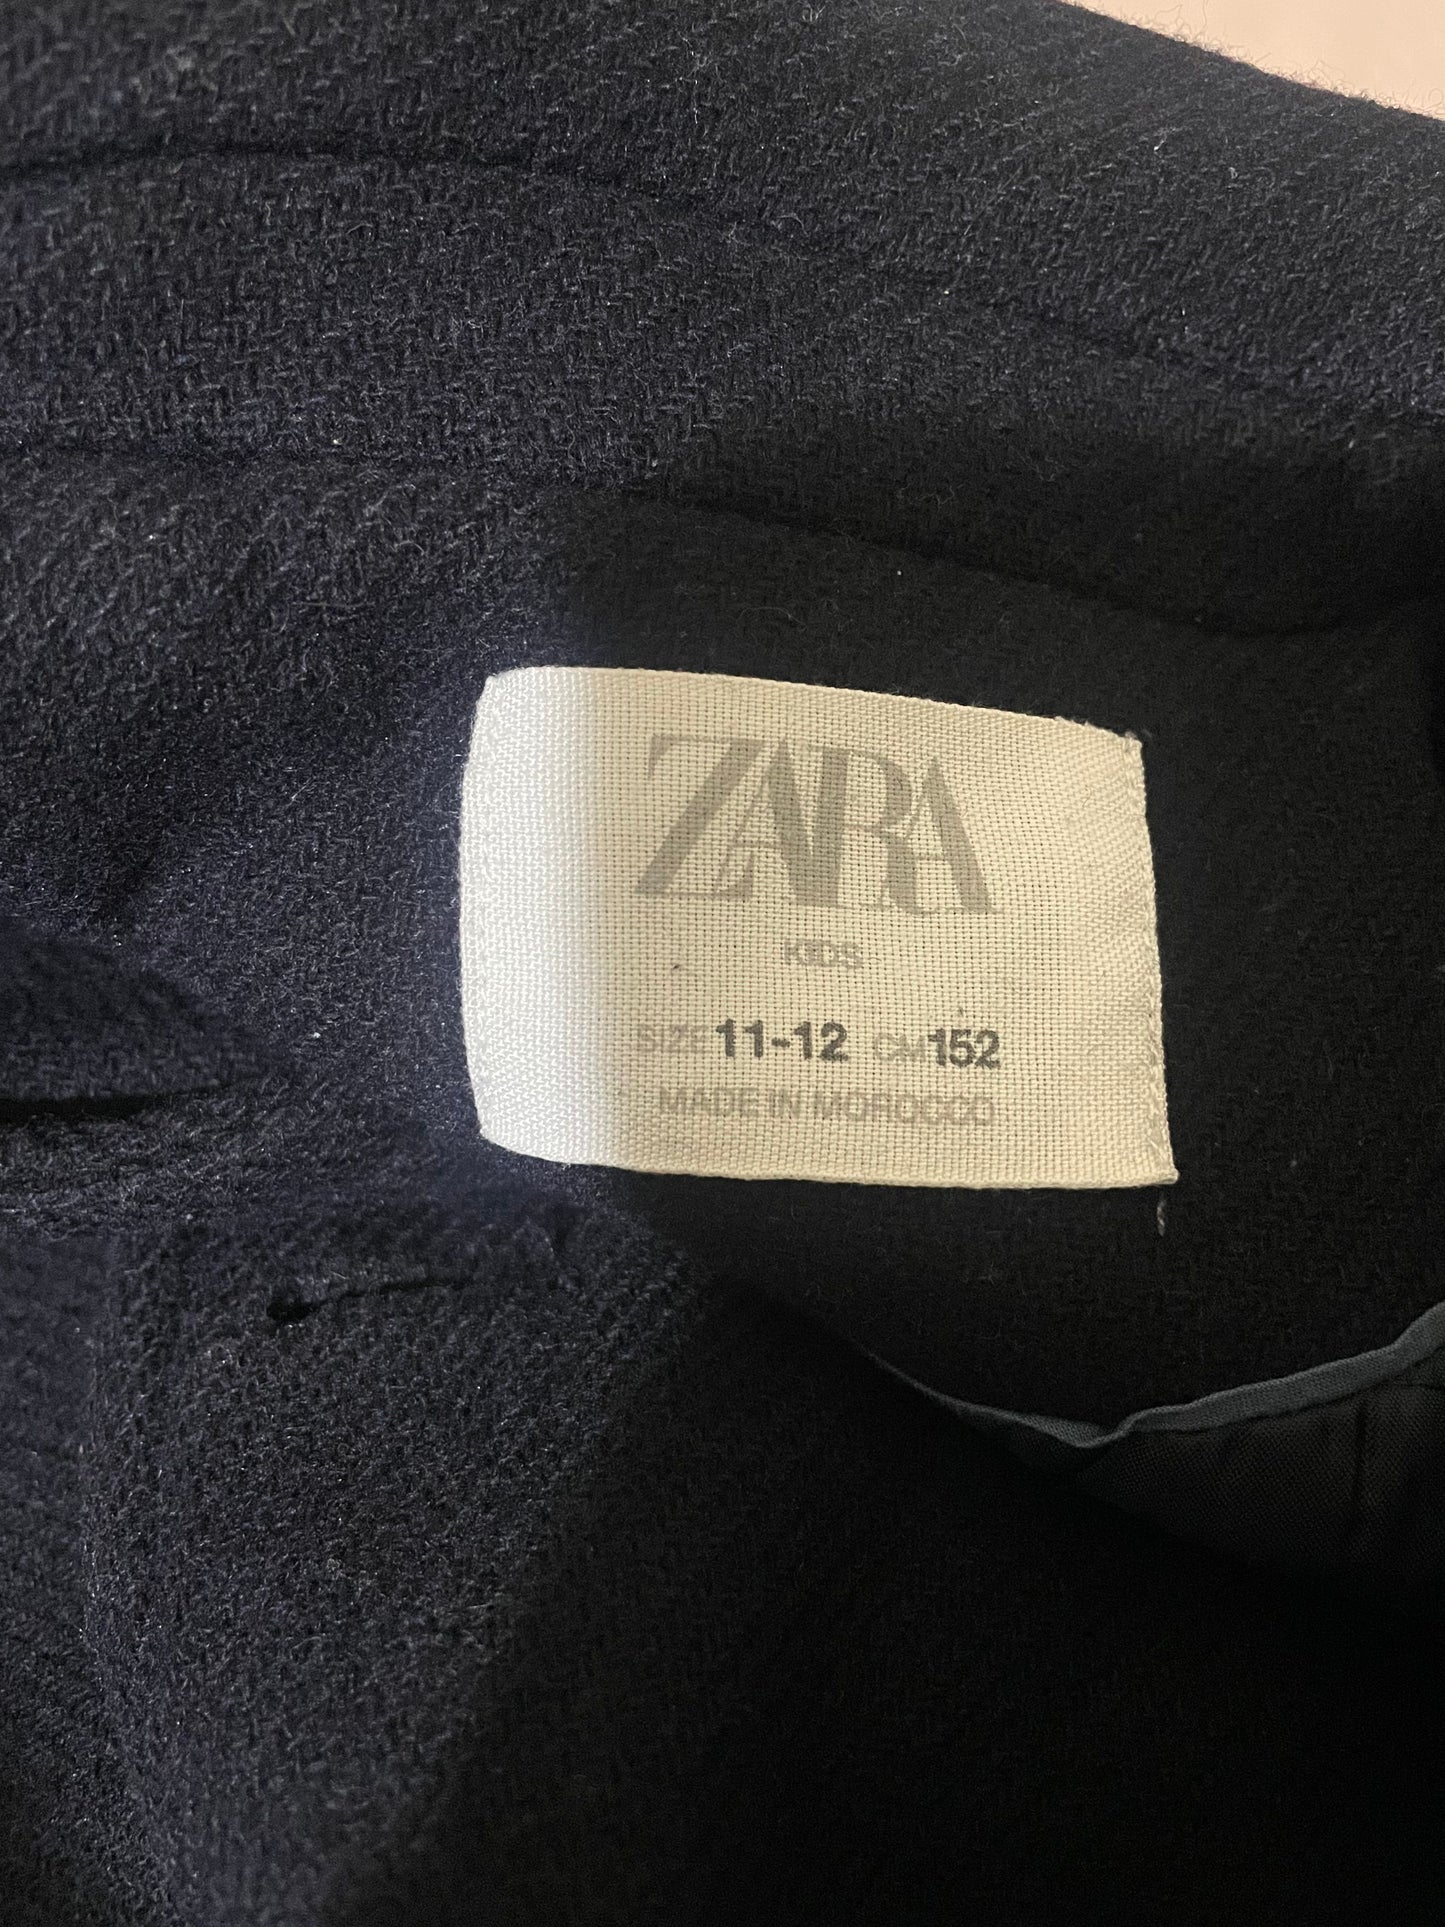 ZARA
KIDS
SIZE 11-12 CM 152
MADE IN MOROCCO